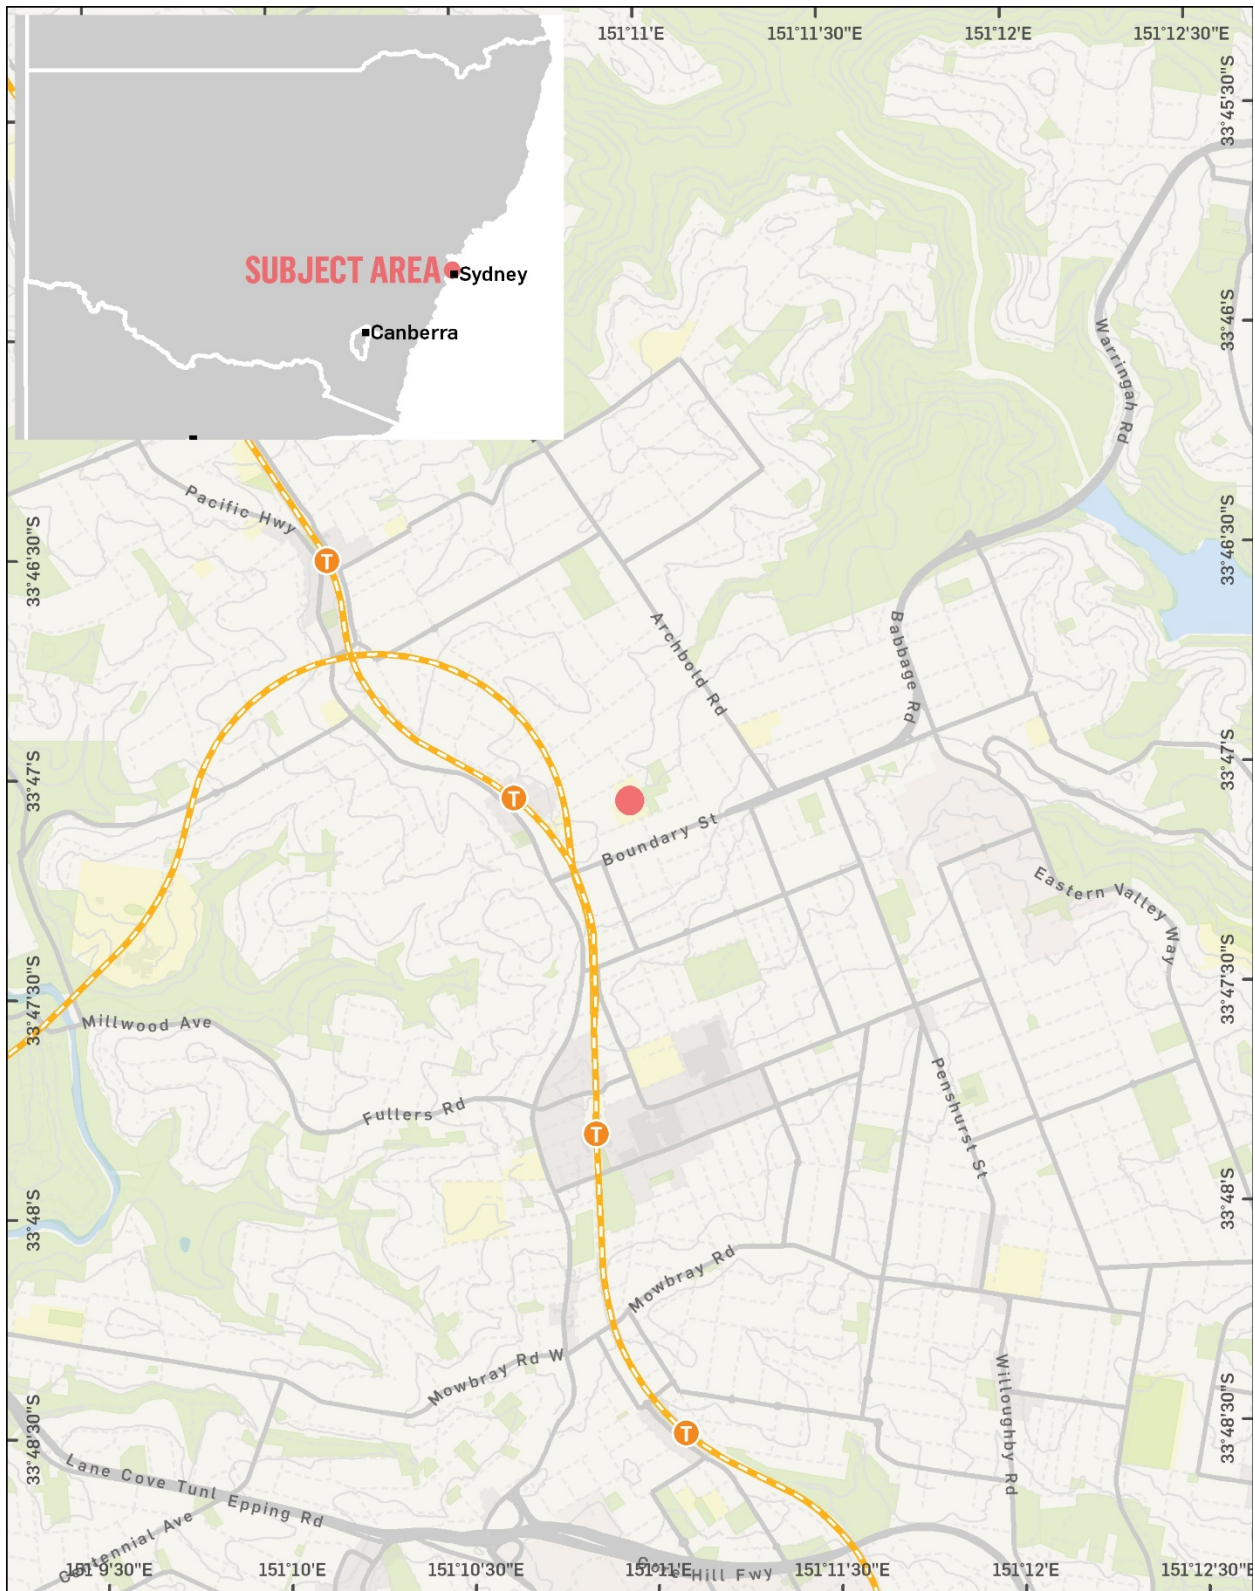 151°11'E
151°11'30"E
151°12'E
151°12'30"E
33°45'30"S
SUBJECT AREA
Sydney
Canberra
33°46'S
Warringah Rd
Pacific Hwy
33°46'30"S
33°46'30"S
T
Archbold Rd
Babbage Rd
33°47'S
33°47'S
T
Boundary St
Eastern Valley Way
33°47'30"S
33°47'30"S
Millwood Ave
Fullers Rd
Penshurst St
T
33°48'S
33°48'S
Mowbray Rd
Mowbray Rd W
Willoughby Rd
33°48'30"S
33°48'30"S
T
Lane Cove Tunl Epping Rd
Centennial Ave
Hill Fwy
151°9'30"E
151°10'E
151°10'30"E
151°11'E
151°11'30"E
151°12'E
151°12'30"E